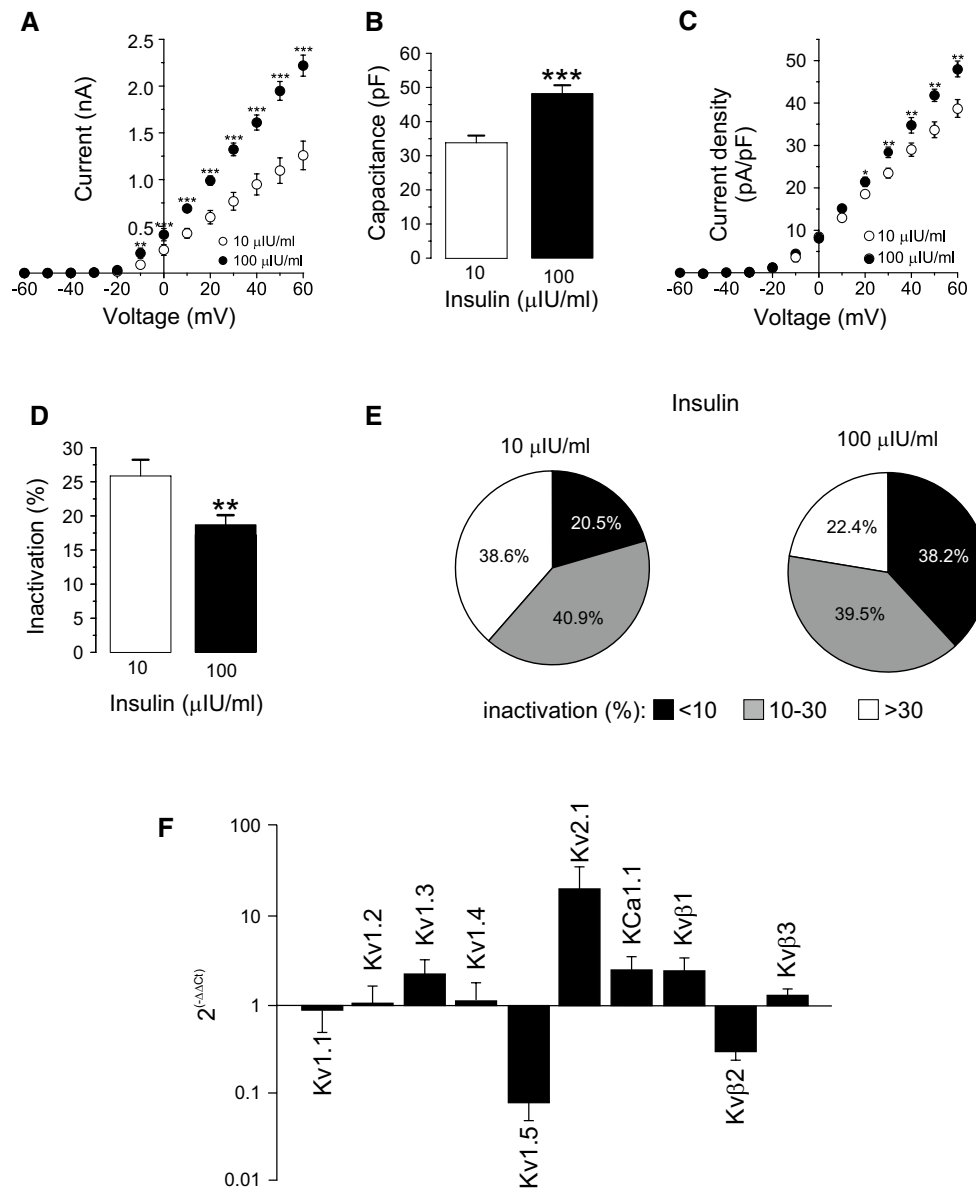 A
Current (nA)
2.5
2.0
1.5
1.0
0.5
***
***
***
***
***
***
***
***
**
10 μIU/ml
100 μIU/ml
-60
-40
-20
0
20
40
60
Voltage (mV)
B
Capacitance (pF)
60
50
40
30
20
10
0
***
10
100
Insulin (μIU/ml)
C
Current density
(pA/pF)
50
40
30
20
10
**
**
**
**
*
10 μIU/ml
100 μIU/ml
-60
-40
-20
0
20
40
60
Voltage (mV)
D
Inactivation (%)
30
25
20
15
10
5
0
**
10
100
Insulin (μIU/ml)
E
Insulin
10 μIU/ml
20.5%
38.6%
40.9%
100 μIU/ml
22.4%
38.2%
39.5%
inactivation (%): <10 10-30 >30
F
2(-ΔΔCt)
100
10
1
0.1
0.01
Kv1.1
Kv1.2
Kv1.3
Kv1.4
Kv1.5
Kv2.1
KCa1.1
Kvβ1
Kvβ2
Kvβ3